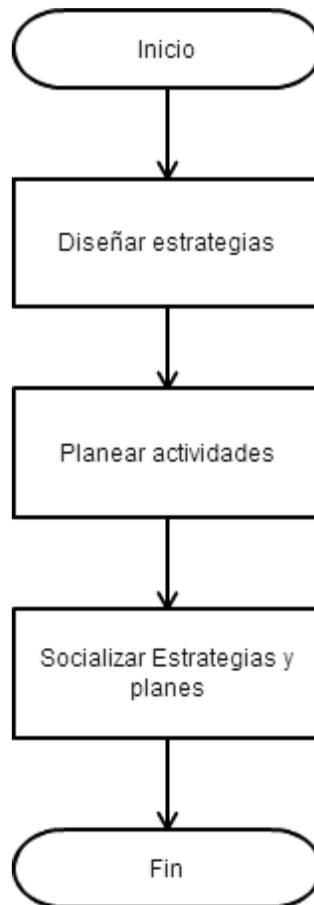 Inicio
Diseñar estrategias
Planear actividades
Socializar Estrategias y
planes
Fin